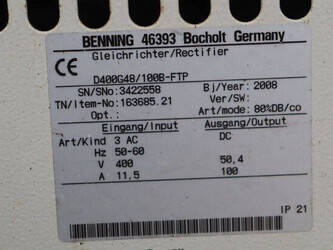 BENNING 46393 Bocholt Germany
Gleichrichter/Rectifier
CE
D400G48/100B-FTP
SN/SNo: 3422558 Bj/Year: 2008
TN/Item-No: 163685.21 Ver/SW:
Opt.: Art/mode: 80%DB/co
Eingang/Input Ausgang/Output
Art/Kind 3 AC DC
Hz 50-60
V 400 50,4
A 11,5 100
IP 21